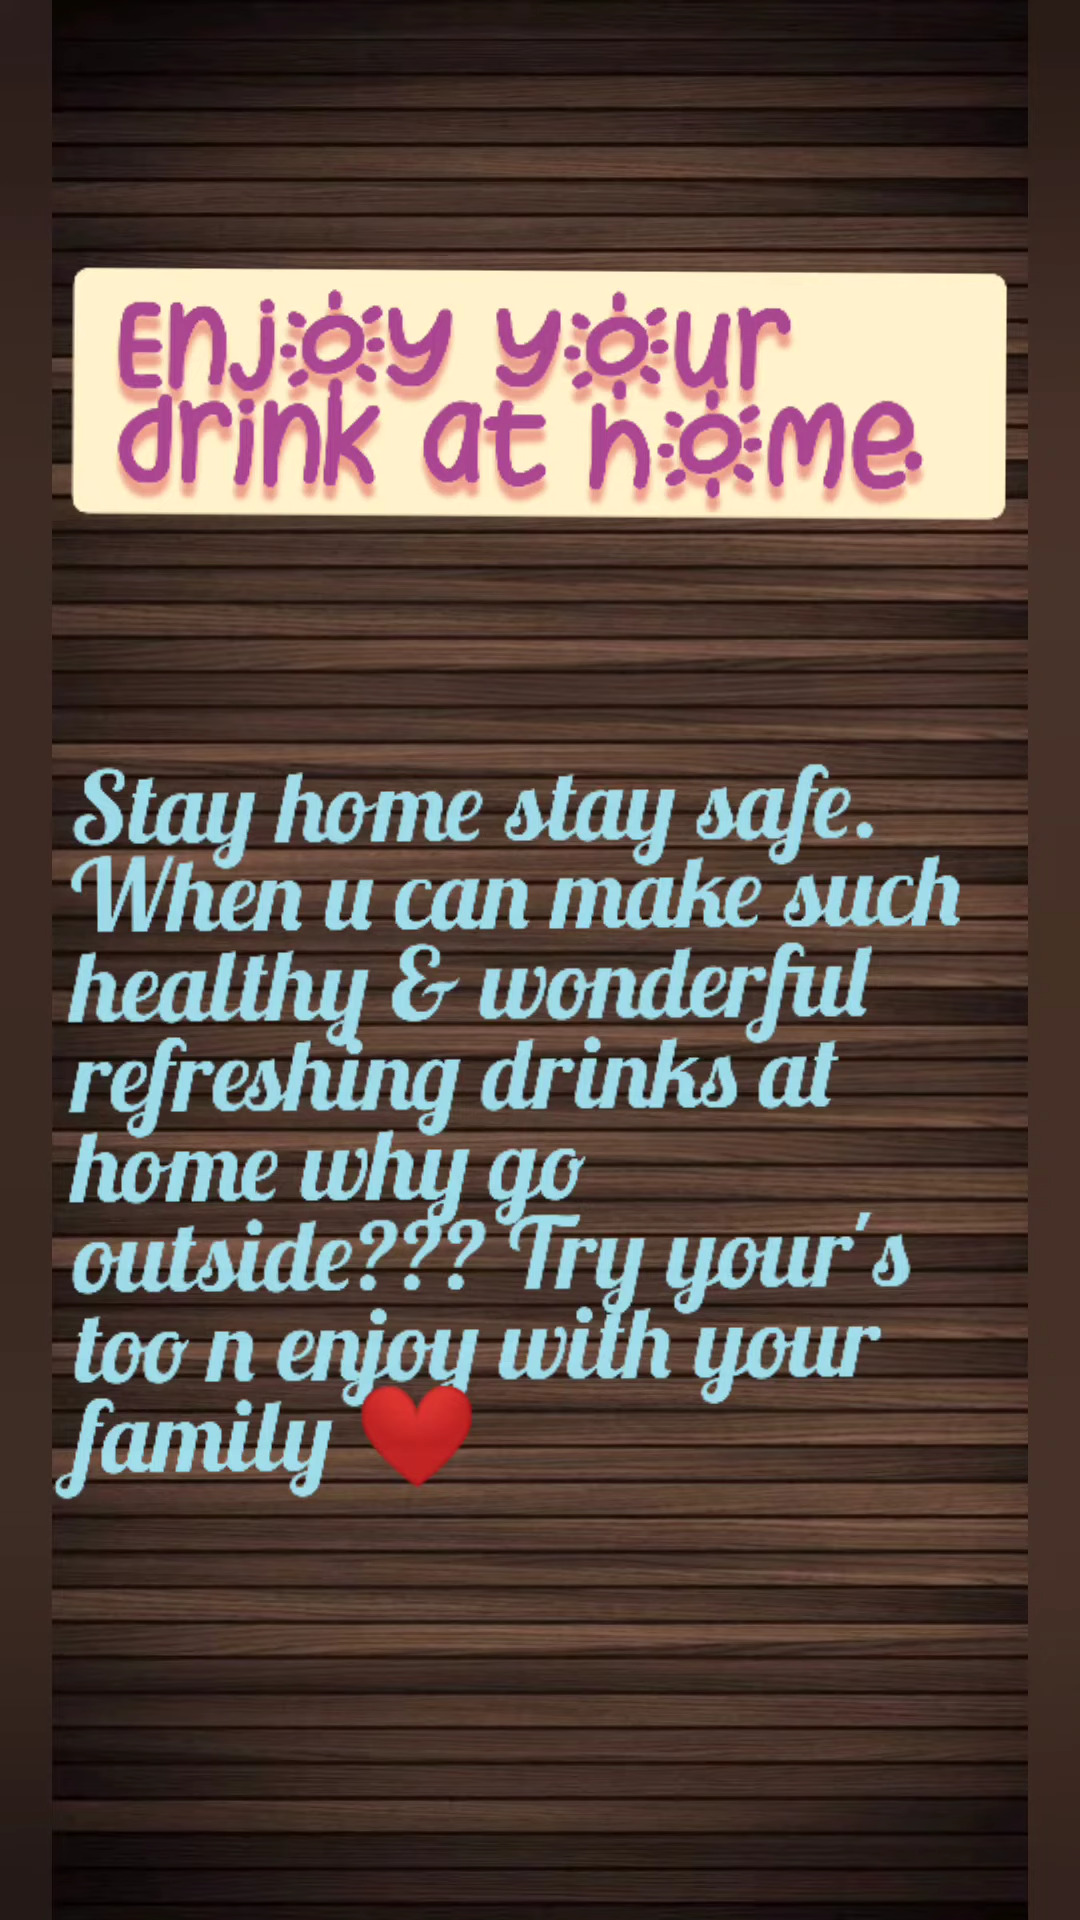 Enjoy your
drink at home.
Stay home stay safe.
When u can make such
healthy & wonderful
refreshing drinks at
home why go
outside??? Try your's
too n enjoy with your
family ❤️